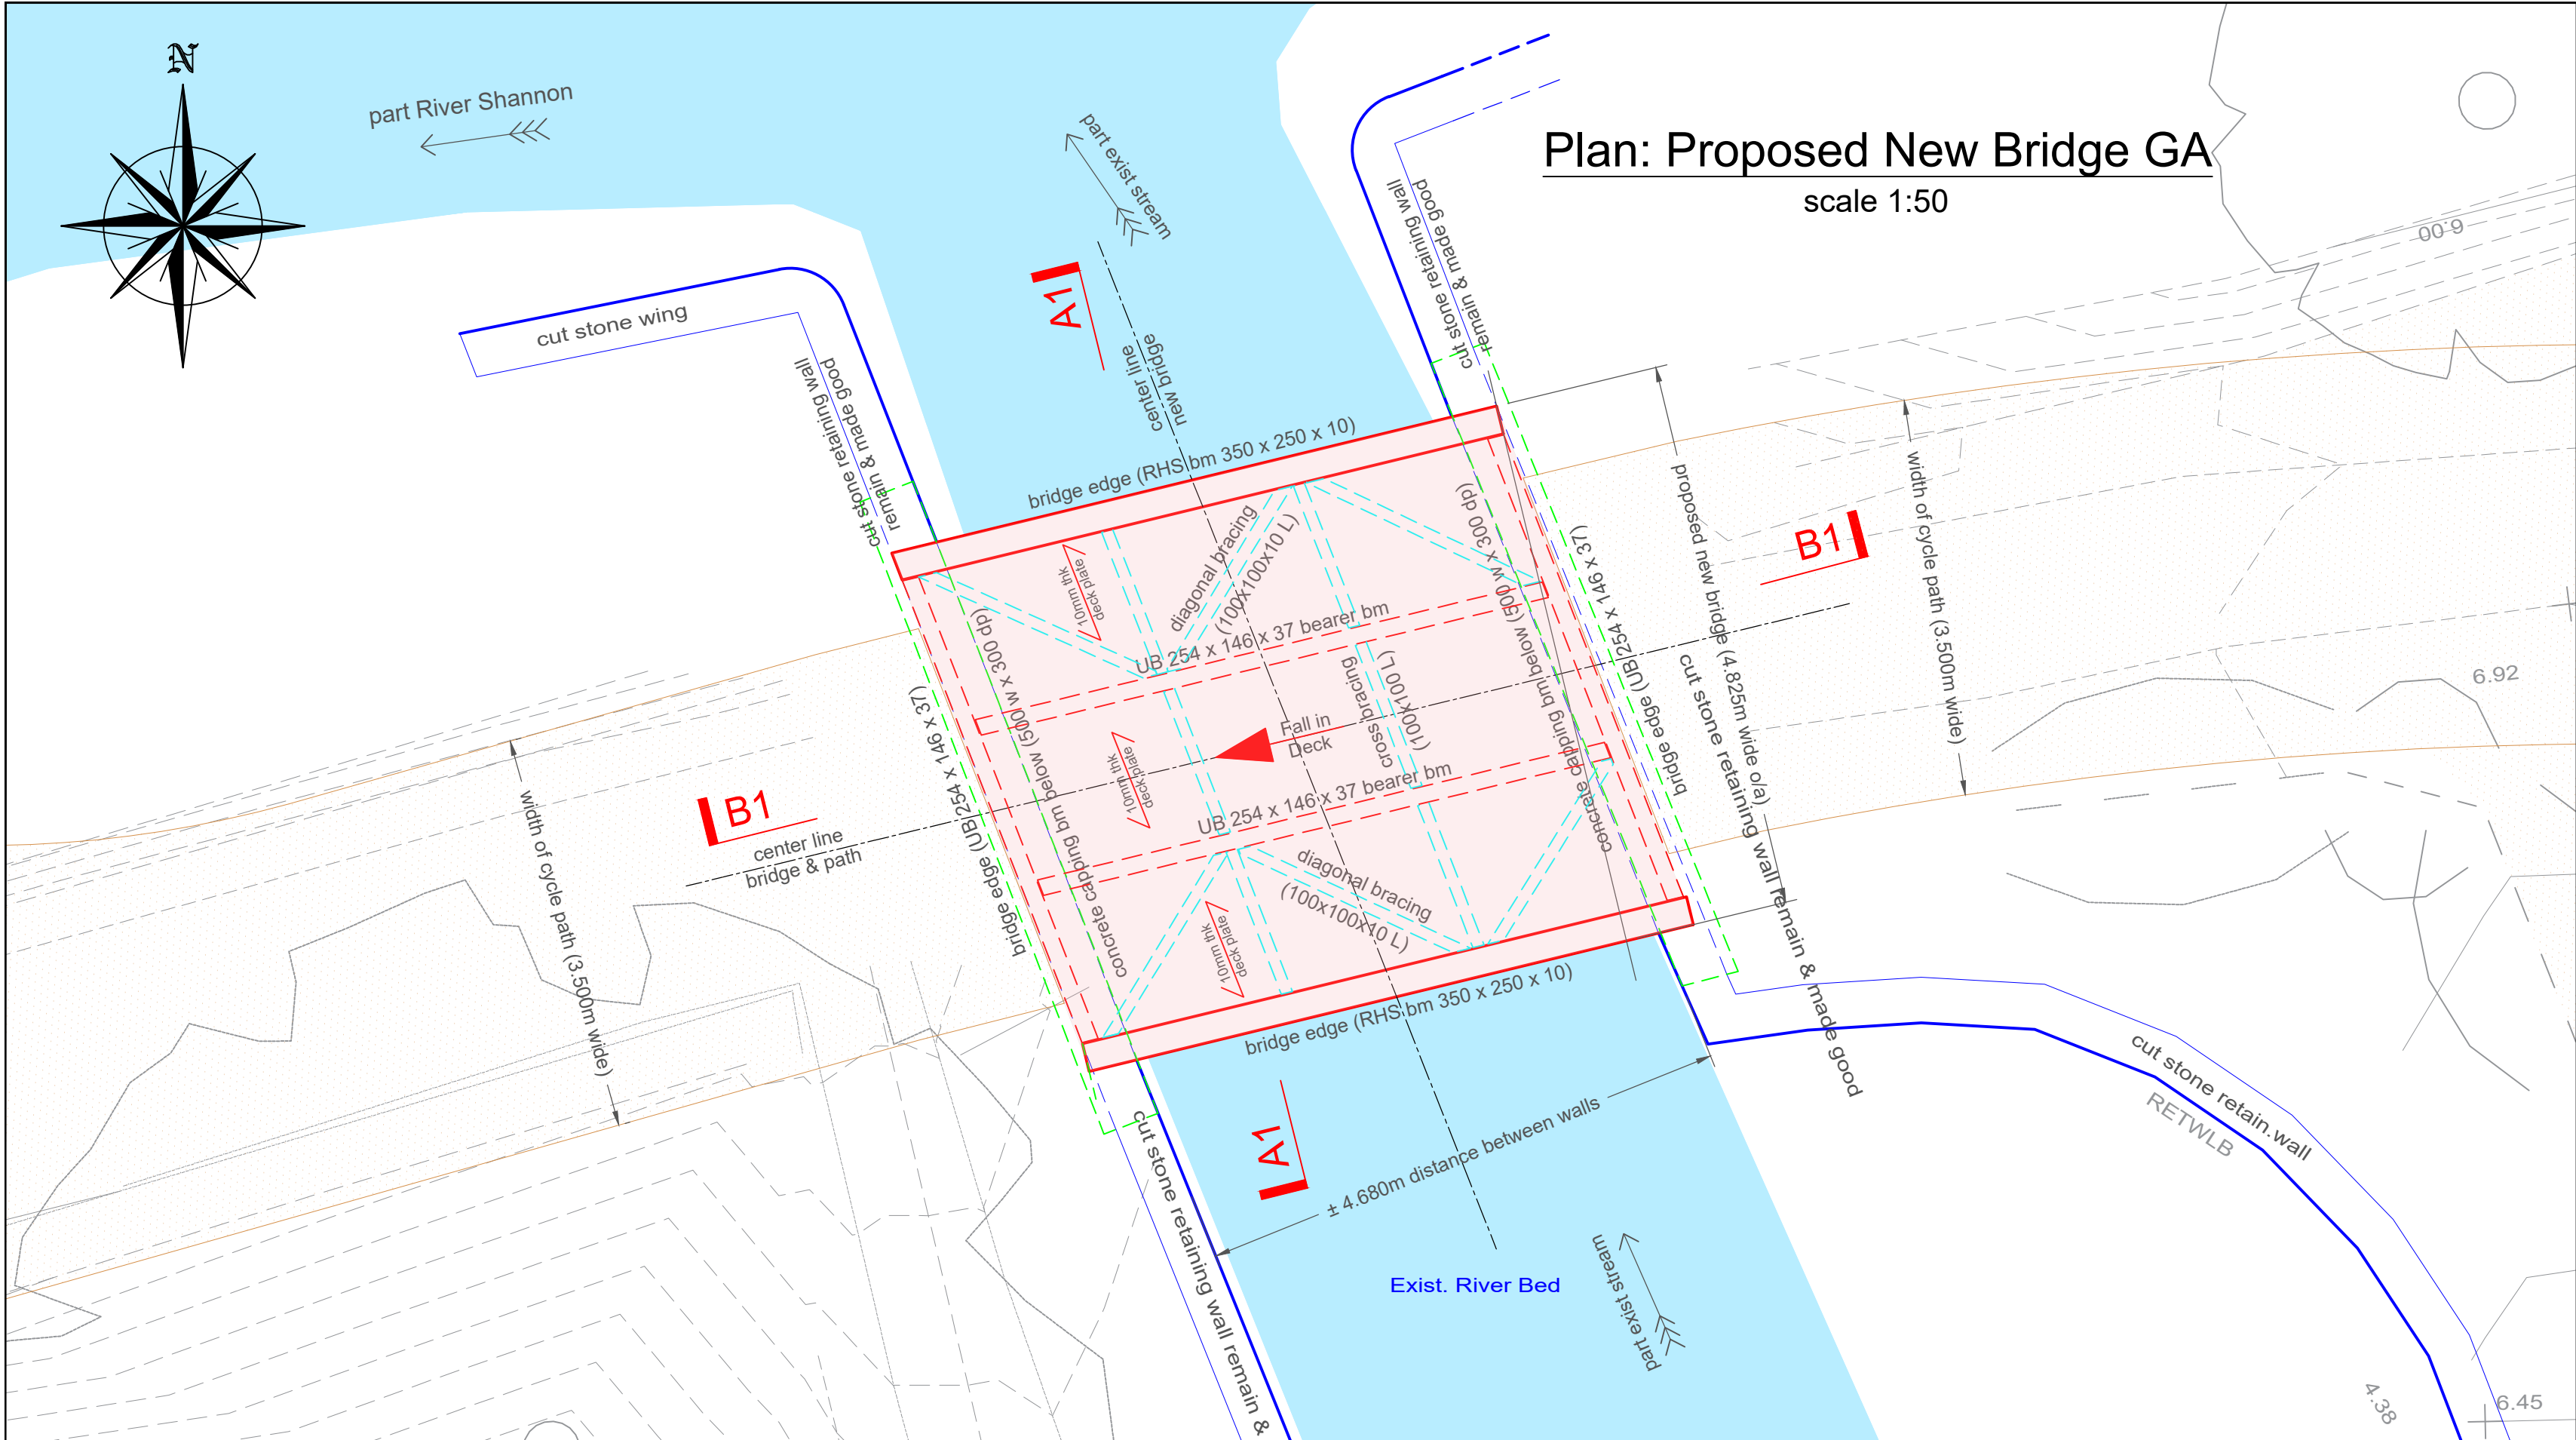 N
part River Shannon
part exist stream
Plan: Proposed New Bridge GA
scale 1:50
cut stone wing
cut stone retaining wall
remain & made good
cut stone retaining wall
remain & made good
A1
center line
new bridge
6.00
bridge edge (RHS bm 350 x 250 x 10)
10mm thk
deck plate
diagonal bracing
(100x100x10 L)
UB 254 x 146 x 37 bearer bm
concrete capping bm below (500 w x 300 dp)
bridge edge (UB 254 x 146 x 37)
proposed new bridge (4.825m wide o/a)
width of cycle path (3.500m wide)
B1
cross bracing
(100x100 L)
Fall in
Deck
10mm thk
deck plate
UB 254 x 146 x 37 bearer bm
concrete capping bm below (500 w x 300 dp)
bridge edge (UB 254 x 146 x 37)
6.92
B1
center line
bridge & path
width of cycle path (3.500m wide)
10mm thk
deck plate
diagonal bracing
(100x100x10 L)
bridge edge (RHS bm 350 x 250 x 10)
cut stone retaining wall remain & made good
A1
± 4.680m distance between walls
cut stone retaining wall remain &
cut stone retain.wall
RETWLB
Exist. River Bed
part exist stream
4.38
6.45